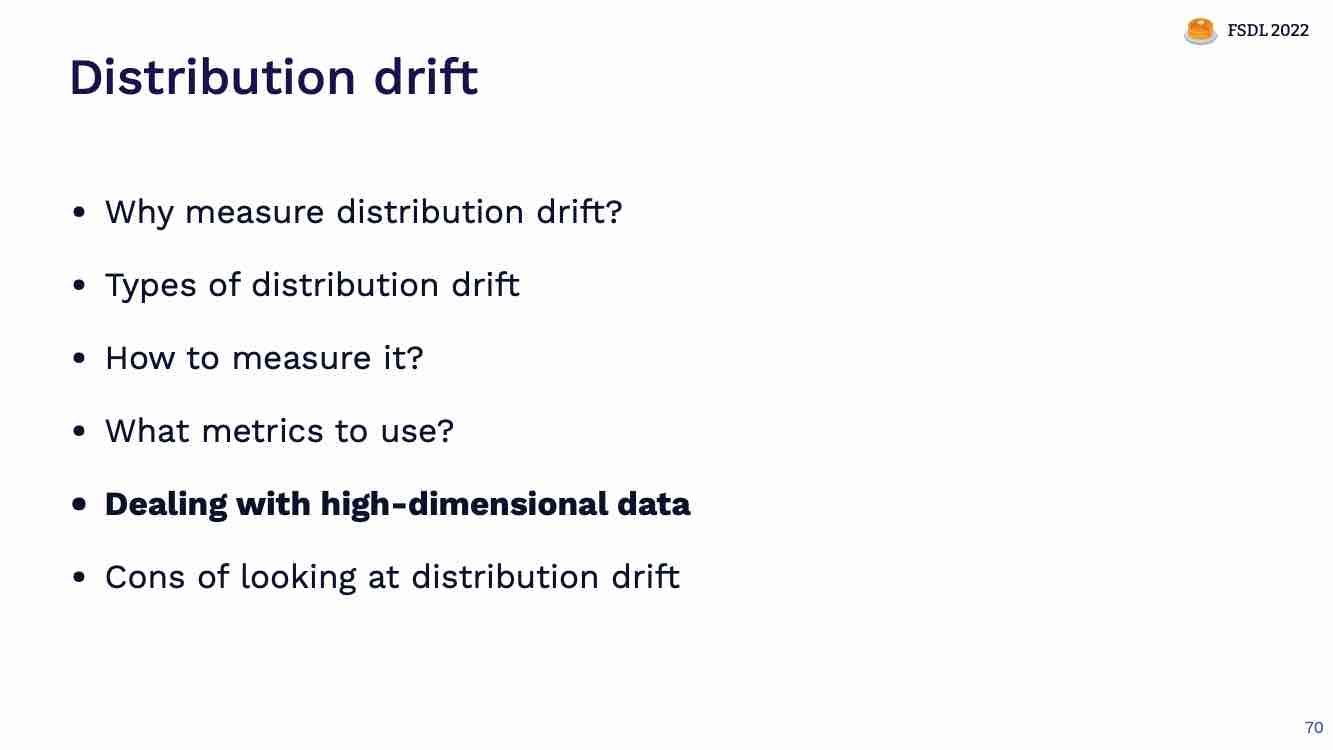 FSDL 2022
Distribution drift
• Why measure distribution drift?
• Types of distribution drift
• How to measure it?
• What metrics to use?
• Dealing with high-dimensional data
• Cons of looking at distribution drift
70